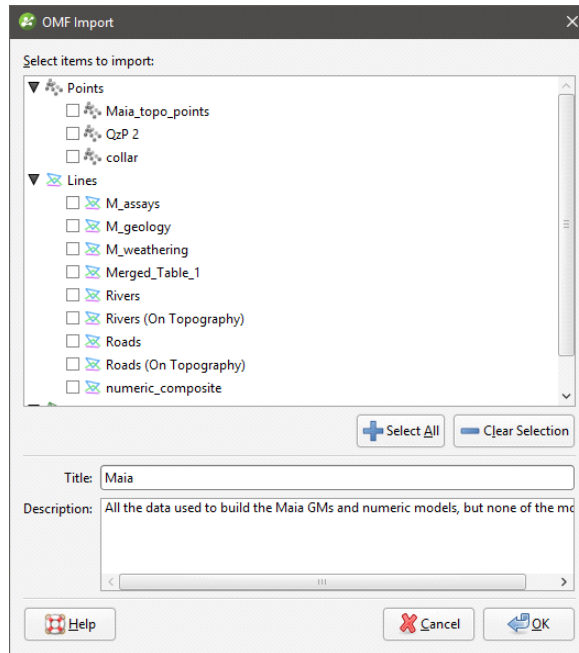 OMF Import
Select items to import:
Points
Maia_topo_points
QzP 2
collar
Lines
M_assays
M_geology
M_weathering
Merged_Table_1
Rivers
Rivers (On Topography)
Roads
Roads (On Topography)
numeric_composite
Select All
Clear Selection
Title: Maia
Description: All the data used to build the Maia GMs and numeric models, but none of the
Help
Cancel
OK